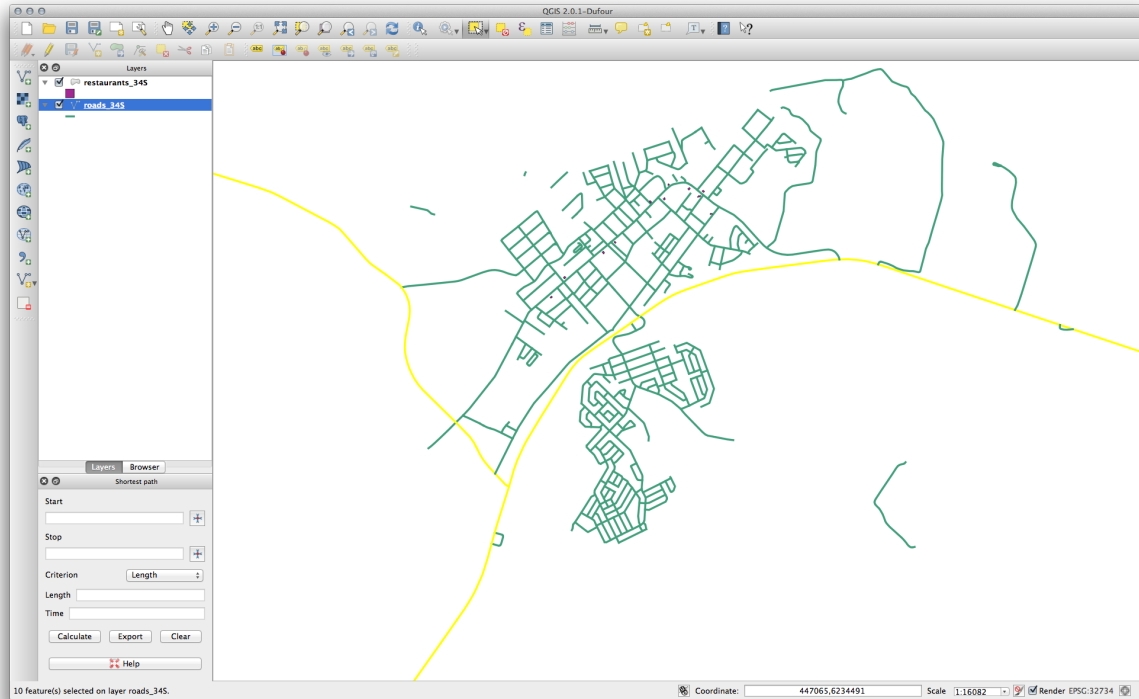 QGIS 2.0.1-Dufour
Layers
restaurants_34S
roads_34S
Layers Browser
Shortest path
Start
Stop
Criterion Length
Length
Time
Calculate Export Clear
Help
10 feature(s) selected on layer roads_34S.
Coordinate: 447065,6234491 Scale 1:16082 Render EPSG:32734